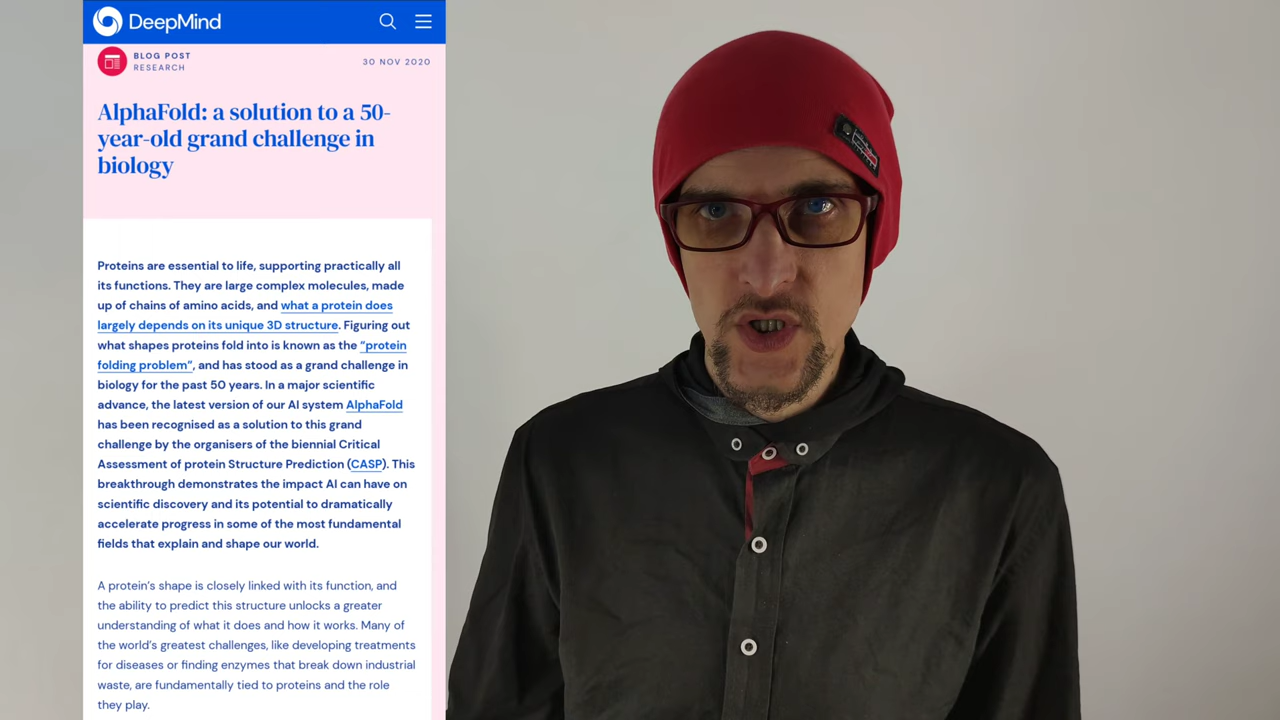 DeepMind
BLOG POST
RESEARCH
30 NOV 2020
AlphaFold: a solution to a 50-
year-old grand challenge in
biology
Proteins are essential to life, supporting practically all
its functions. They are large complex molecules, made
up of chains of amino acids, and what a protein does
largely depends on its unique 3D structure. Figuring out
what shapes proteins fold into is known as the “protein
folding problem”, and has stood as a grand challenge in
biology for the past 50 years. In a major scientific
advance, the latest version of our AI system AlphaFold
has been recognised as a solution to this grand
challenge by the organisers of the biennial Critical
Assessment of protein Structure Prediction (CASP). This
breakthrough demonstrates the impact AI can have on
scientific discovery and its potential to dramatically
accelerate progress in some of the most fundamental
fields that explain and shape our world.
A protein’s shape is closely linked with its function, and
the ability to predict this structure unlocks a greater
understanding of what it does and how it works. Many of
the world’s greatest challenges, like developing treatments
for diseases or finding enzymes that break down industrial
waste, are fundamentally tied to proteins and the role
they play.